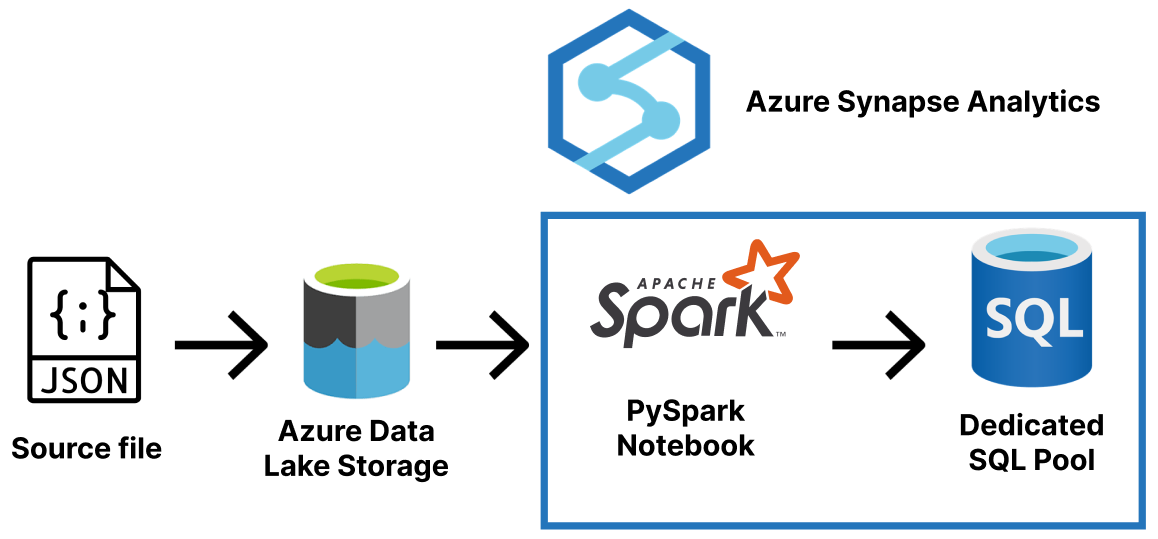 Azure Synapse Analytics
{;}
JSON
Source file
Azure Data
Lake Storage
APACHE
Spark™
PySpark
Notebook
SQL
Dedicated
SQL Pool